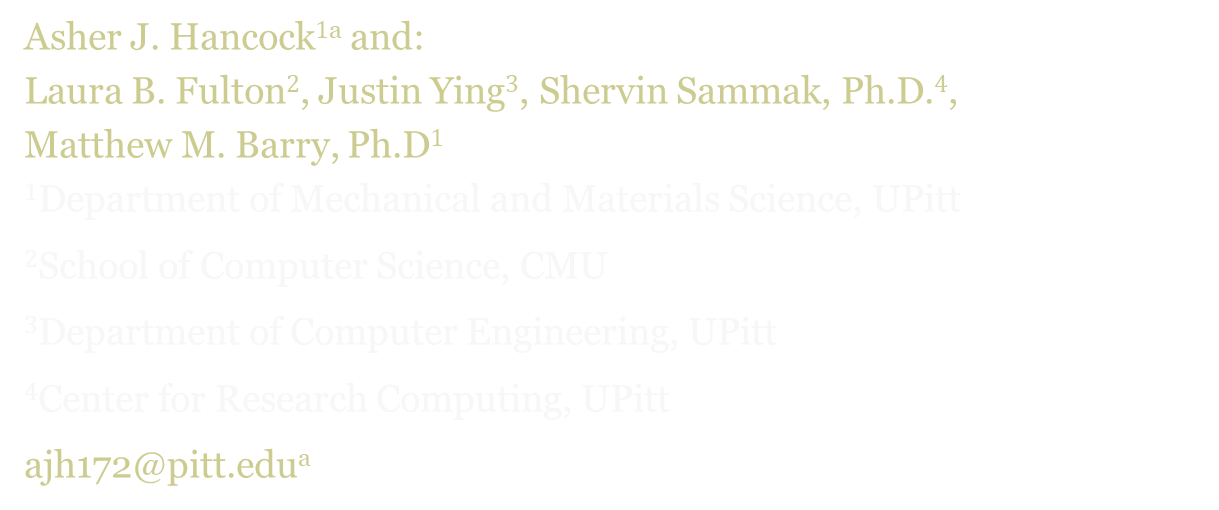 Asher J. Hancock¹ᵃ and:
Laura B. Fulton², Justin Ying³, Shervin Sammak, Ph.D.⁴,
Matthew M. Barry, Ph.D¹
¹Department of Mechanical and Materials Science, UPitt
²School of Computer Science, CMU
³Department of Computer Engineering, UPitt
⁴Center for Research Computing, UPitt
ajh172@pitt.eduᵃ